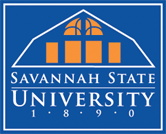 SAVANNAH STATE
UNIVERSITY
1 · 8 · 9 · 0